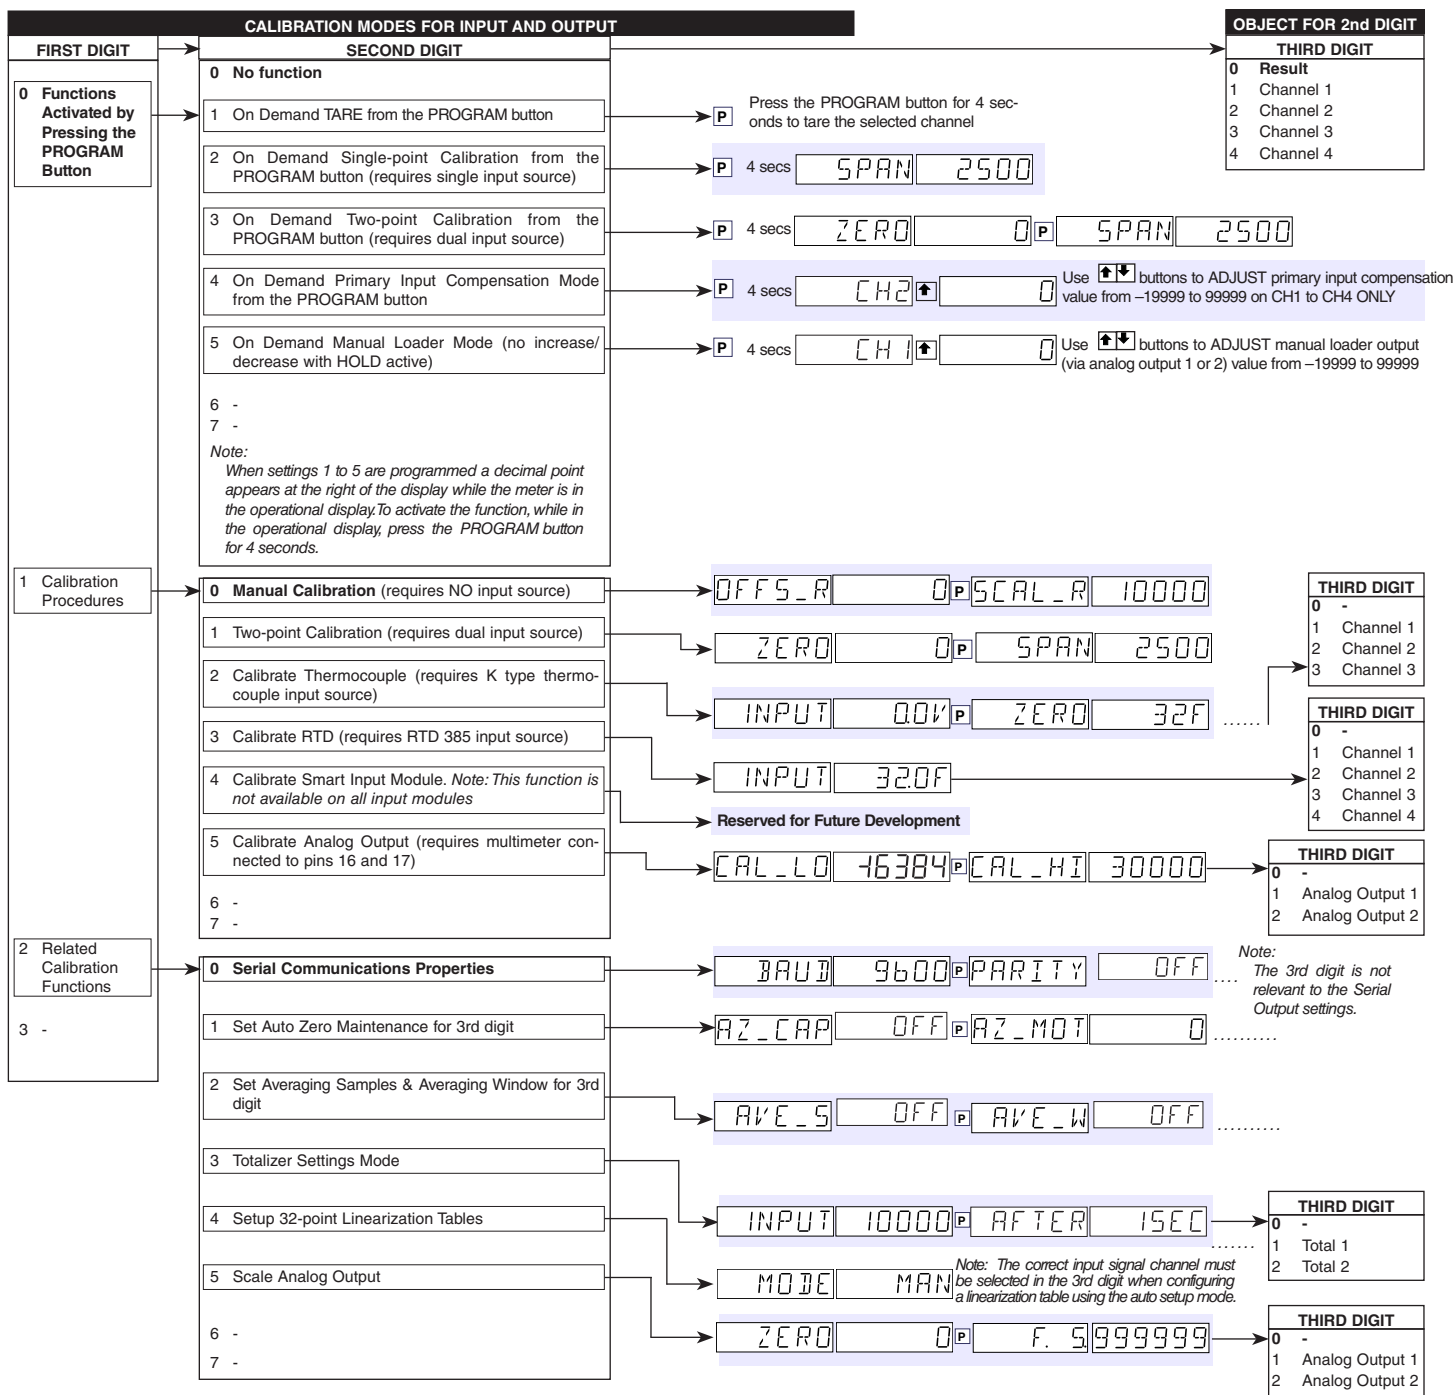 CALIBRATION MODES FOR INPUT AND OUTPUT
OBJECT FOR 2nd DIGIT
FIRST DIGIT
SECOND DIGIT
THIRD DIGIT
0 Result
1 Channel 1
2 Channel 2
3 Channel 3
4 Channel 4
0 Functions
Activated by
Pressing the
PROGRAM
Button
0 No function
1 On Demand TARE from the PROGRAM button
P
Press the PROGRAM button for 4 sec-
onds to tare the selected channel
2 On Demand Single-point Calibration from the
PROGRAM button (requires single input source)
P 4 secs SPAN 2500
3 On Demand Two-point Calibration from the
PROGRAM button (requires dual input source)
P 4 secs ZERO 0 P SPAN 2500
4 On Demand Primary Input Compensation Mode
from the PROGRAM button
P 4 secs CH2 0
Use buttons to ADJUST primary input compensation
value from –19999 to 99999 on CH1 to CH4 ONLY
5 On Demand Manual Loader Mode (no increase/
decrease with HOLD active)
P 4 secs CH1 0
Use buttons to ADJUST manual loader output
(via analog output 1 or 2) value from –19999 to 99999
6 -
7 -
Note:
When settings 1 to 5 are programmed a decimal point
appears at the right of the display while the meter is in
the operational display.To activate the function, while in
the operational display, press the PROGRAM button
for 4 seconds.
1 Calibration
Procedures
0 Manual Calibration (requires NO input source)
OFFS_R 0 P SCAL_R 10000
1 Two-point Calibration (requires dual input source)
ZERO 0 P SPAN 2500
2 Calibrate Thermocouple (requires K type thermo-
couple input source)
INPUT 0.0V P ZERO 32F ......
THIRD DIGIT
0 -
1 Channel 1
2 Channel 2
3 Channel 3
3 Calibrate RTD (requires RTD 385 input source)
INPUT 32.0F
THIRD DIGIT
0 -
1 Channel 1
2 Channel 2
3 Channel 3
4 Channel 4
4 Calibrate Smart Input Module. Note: This function is
not available on all input modules
Reserved for Future Development
5 Calibrate Analog Output (requires multimeter con-
nected to pins 16 and 17)
CAL_LO -16384 P CAL_HI 30000
THIRD DIGIT
0 -
1 Analog Output 1
2 Analog Output 2
6 -
7 -
2 Related
Calibration
Functions
3 -
0 Serial Communications Properties
BAUD 9600 P PARITY OFF ....
Note:
The 3rd digit is not
relevant to the Serial
Output settings.
1 Set Auto Zero Maintenance for 3rd digit
AZ_CAP OFF P AZ_MOT 0 ..........
2 Set Averaging Samples & Averaging Window for 3rd
digit
AVE_S OFF P AVE_W OFF ..........
3 Totalizer Settings Mode
INPUT 10000 P AFTER 1SEC .......
THIRD DIGIT
0 -
1 Total 1
2 Total 2
4 Setup 32-point Linearization Tables
MODE MAN
Note: The correct input signal channel must
be selected in the 3rd digit when configuring
a linearization table using the auto setup mode.
5 Scale Analog Output
ZERO 0 P F. S. 999999
THIRD DIGIT
0 -
1 Analog Output 1
2 Analog Output 2
6 -
7 -